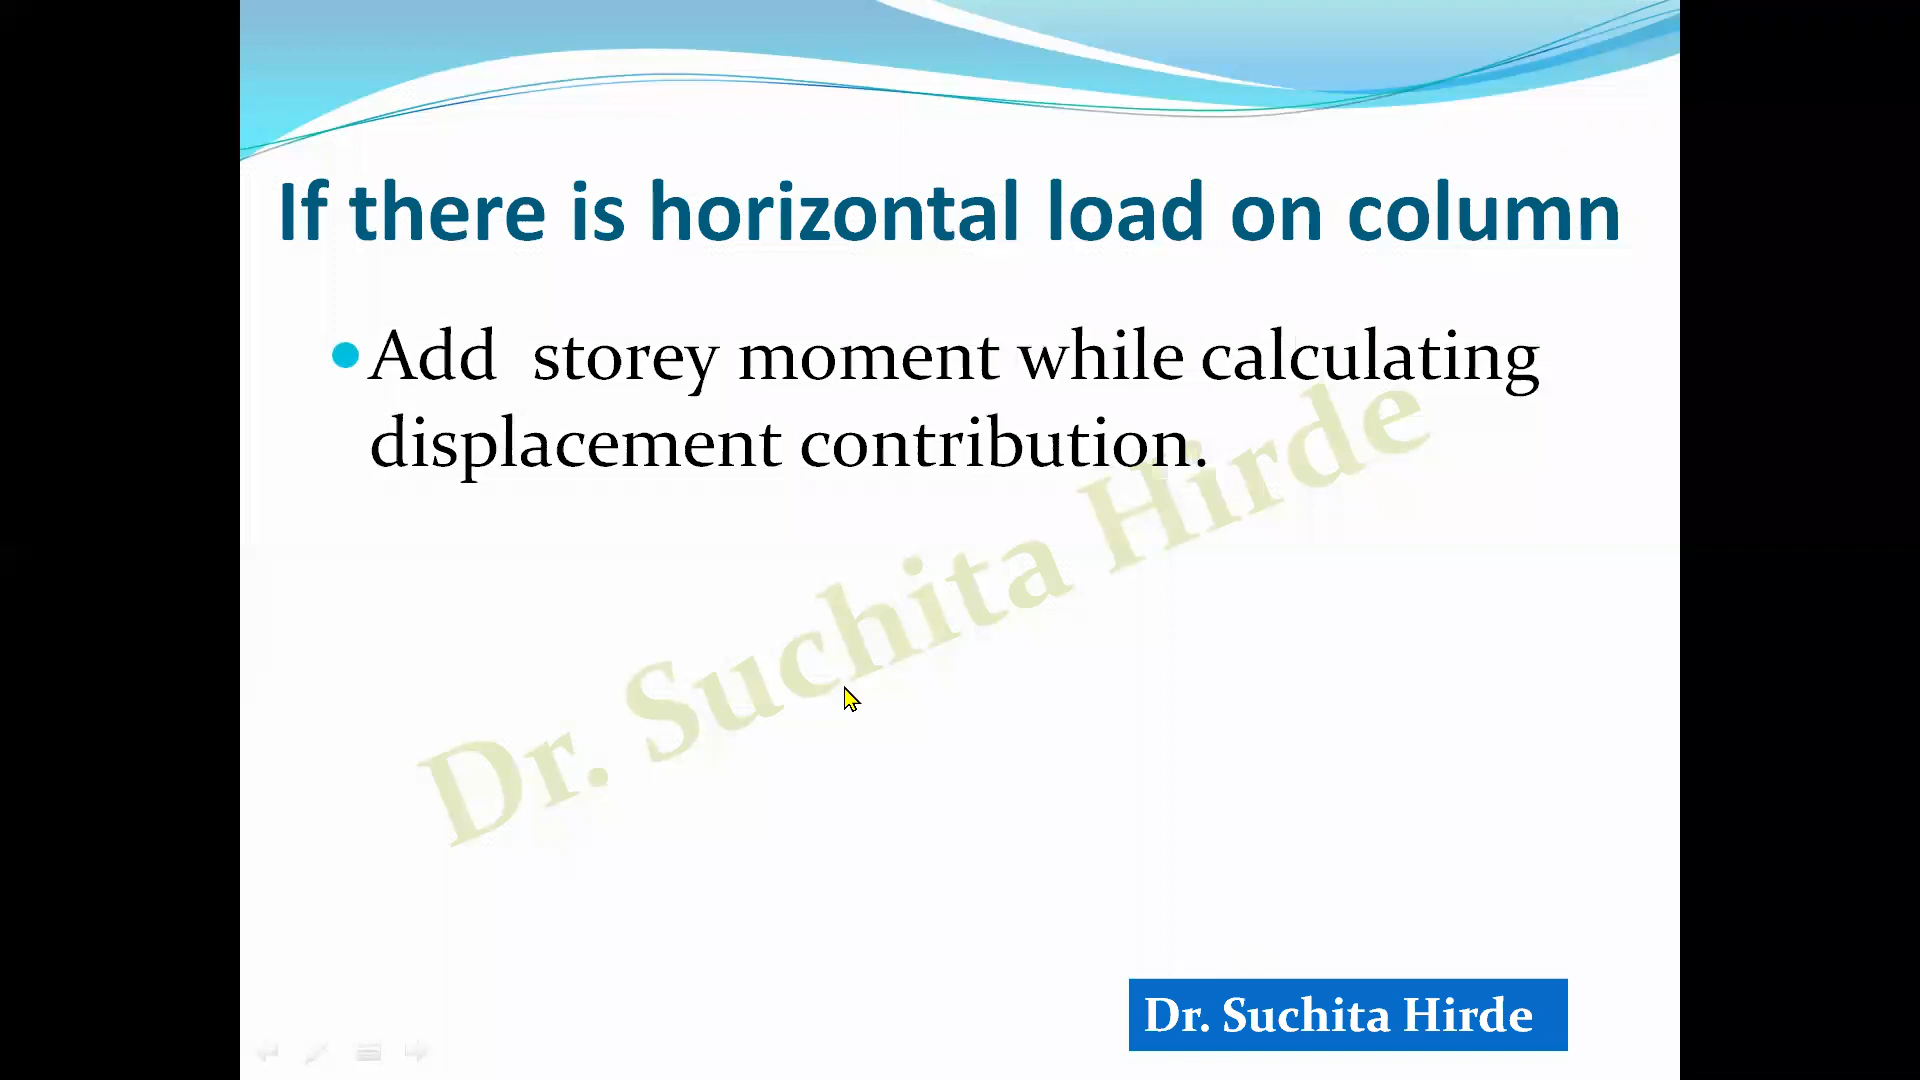 If there is horizontal load on column
Add storey moment while calculating
displacement contribution.
Dr. Suchita Hirde
Dr. Suchita Hirde